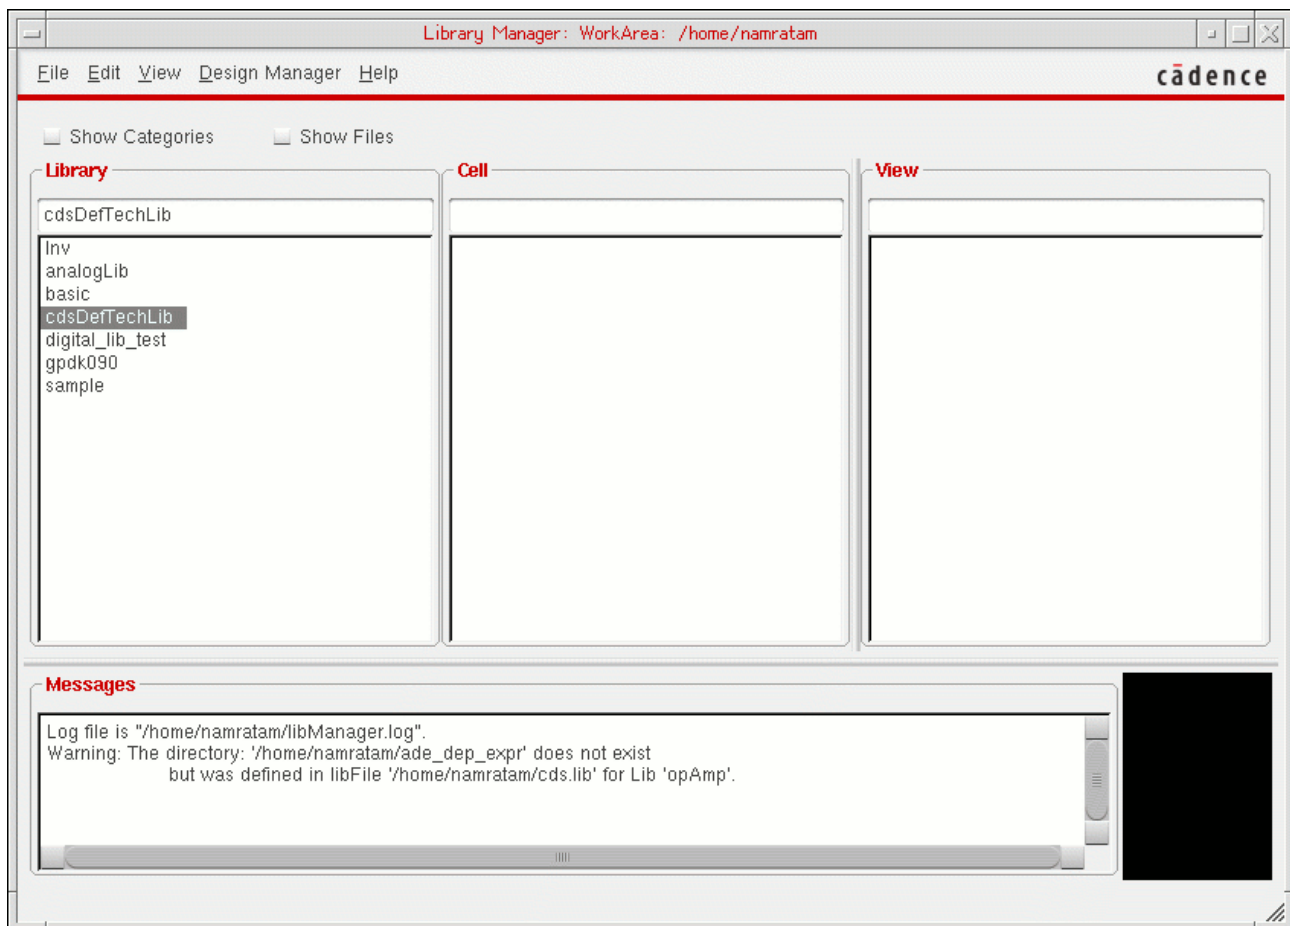 Library Manager: WorkArea: /home/namratam
File Edit View Design Manager Help
cādence
Show Categories Show Files
Library Cell View
cdsDefTechLib
Inv
analogLib
basic
cdsDefTechLib
digital_lib_test
gpdk090
sample
Messages
Log file is "/home/namratam/libManager.log".
Warning: The directory: '/home/namratam/ade_dep_expr' does not exist
but was defined in libFile '/home/namratam/cds.lib' for Lib 'opAmp'.